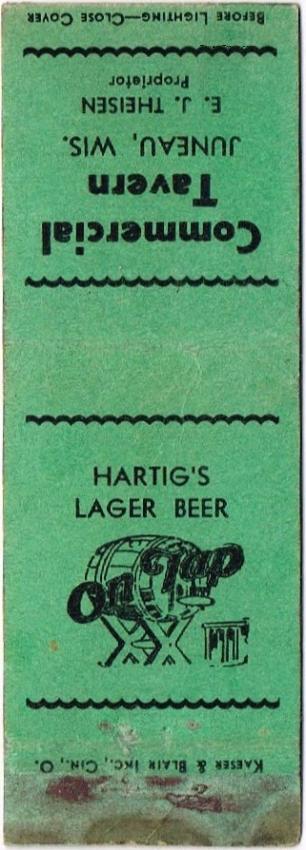 Commercial
Tavern
JUNEAU, WIS.
E. J. THEISEN
Proprietor
BEFORE LIGHTING—CLOSE COVER
HARTIG'S
LAGER BEER
On Tap
KAESER & BLAIR INC., CIN., O.